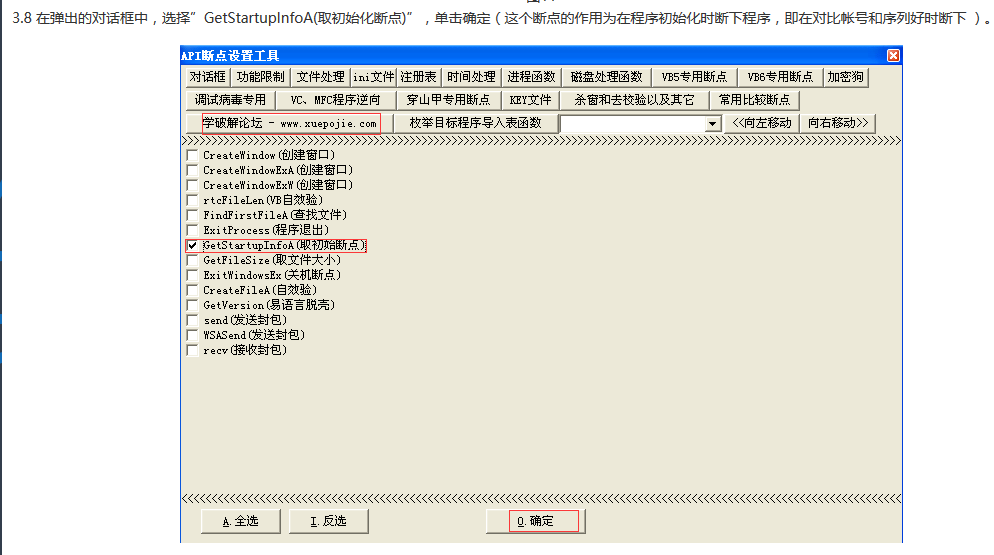 3.8 在弹出的对话框中，选择”GetStartupInfoA(取初始化断点)”，单击确定（这个断点的作用为在程序初始化时断下程序，即在对比帐号和序列好时断下 ）。
API断点设置工具
对话框 功能限制 文件处理 ini文件 注册表 时间处理 进程函数 磁盘处理函数 VB5专用断点 VB6专用断点 加密狗
调试病毒专用 VC、MFC程序逆向 穿山甲专用断点 KEY文件 杀窗和去校验以及其它 常用比较断点
学破解论坛 - www.xuepojie.com 枚举目标程序导入表函数 <<向左移动 向右移动>>
CreateWindow(创建窗口)
CreateWindowExA(创建窗口)
CreateWindowExW(创建窗口)
rtcFileLen(VB自效验)
FindFirstFileA(查找文件)
ExitProcess(程序退出)
GetStartupInfoA(取初始断点)
GetFileSize(取文件大小)
ExitWindowsEx(关机断点)
CreateFileA(自效验)
GetVersion(易语言脱壳)
send(发送封包)
WSASend(发送封包)
recv(接收封包)
A.全选 I.反选 O.确定